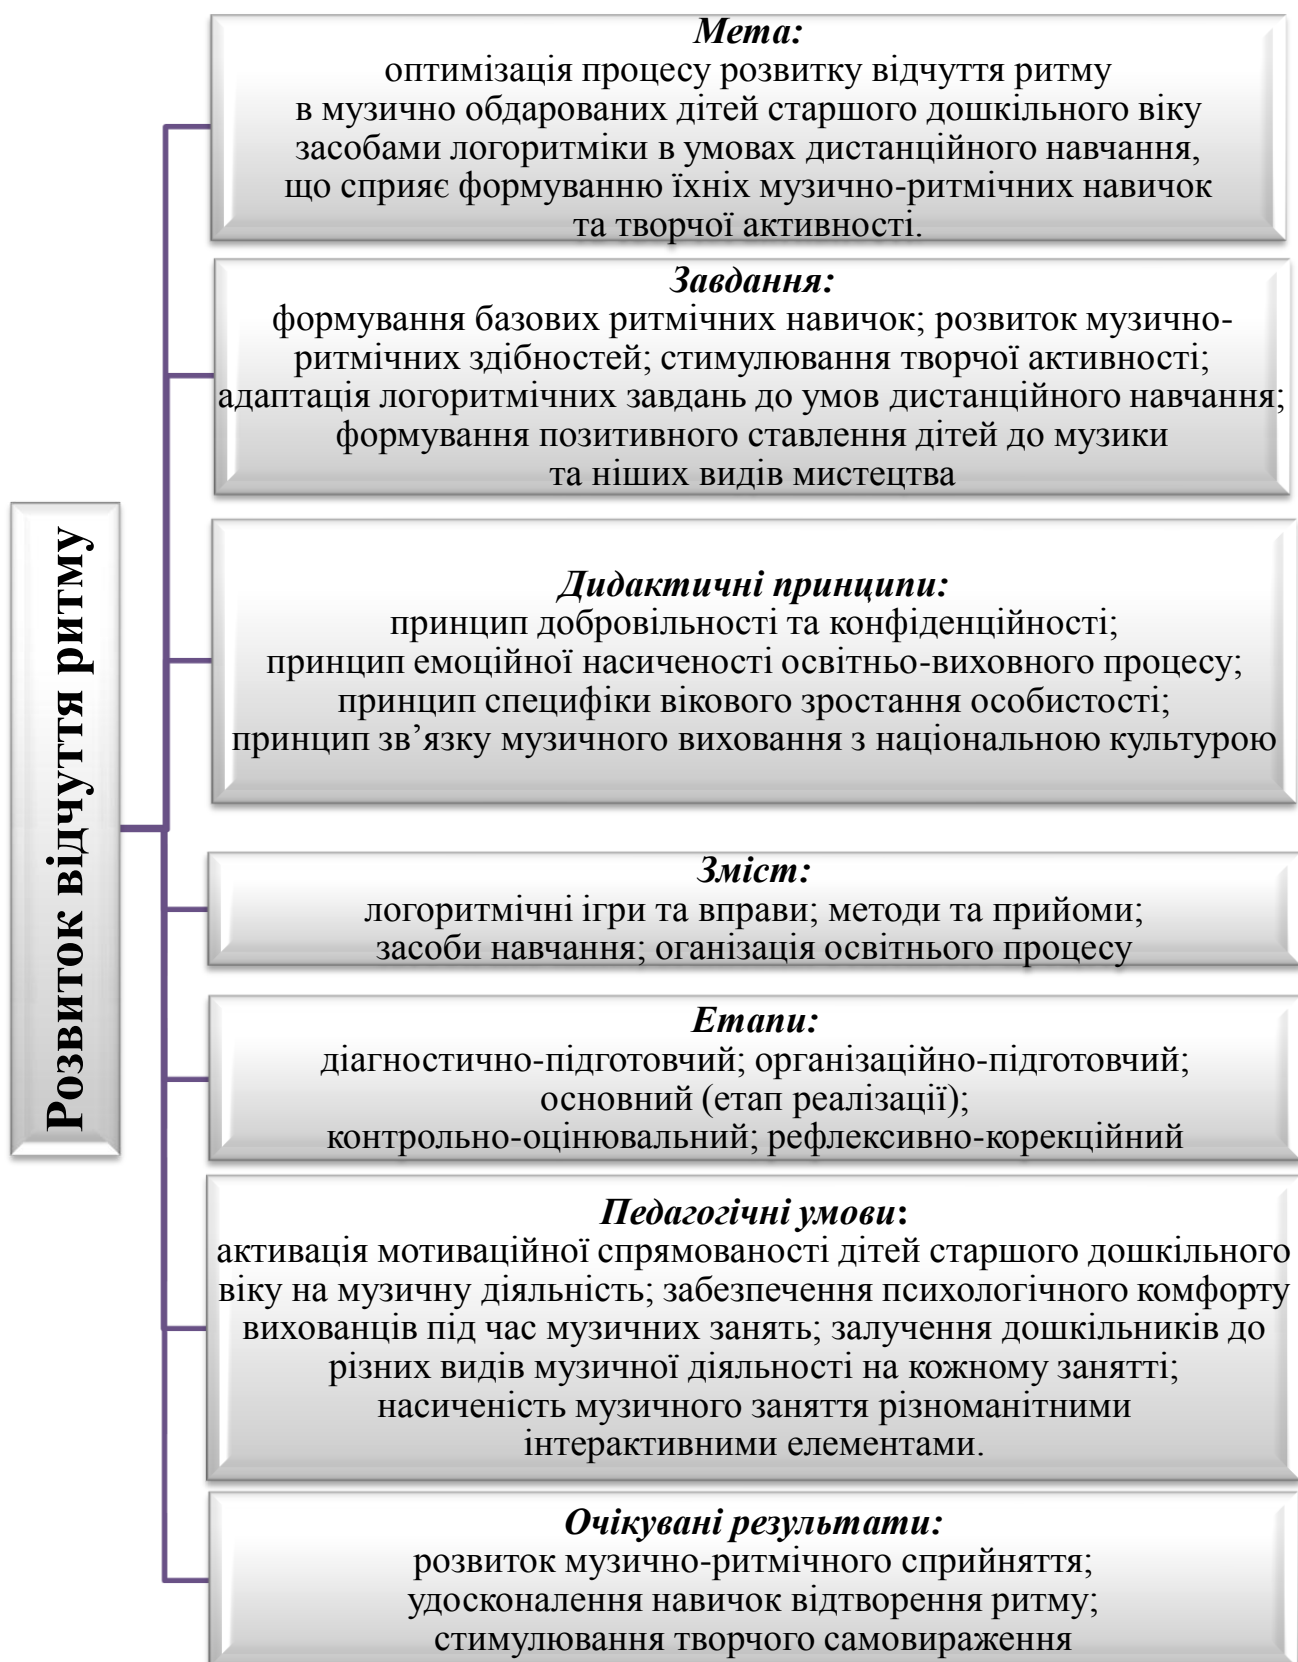 Розвиток відчуття ритму
Мета:
оптимізація процесу розвитку відчуття ритму
в музично обдарованих дітей старшого дошкільного віку
засобами логоритміки в умовах дистанційного навчання,
що сприяє формуванню їхніх музично-ритмічних навичок
та творчої активності.
Завдання:
формування базових ритмічних навичок; розвиток музично-
ритмічних здібностей; стимулювання творчої активності;
адаптація логоритмічних завдань до умов дистанційного навчання;
формування позитивного ставлення дітей до музики
та ніших видів мистецтва
Дидактичні принципи:
принцип добровільності та конфіденційності;
принцип емоційної насиченості освітньо-виховного процесу;
принцип специфіки вікового зростання особистості;
принцип зв’язку музичного виховання з національною культурою
Зміст:
логоритмічні ігри та вправи; методи та прийоми;
засоби навчання; оганізація освітнього процесу
Етапи:
діагностично-підготовчий; організаційно-підготовчий;
основний (етап реалізації);
контрольно-оцінювальний; рефлексивно-корекційний
Педагогічні умови:
активація мотиваційної спрямованості дітей старшого дошкільного
віку на музичну діяльність; забезпечення психологічного комфорту
вихованців під час музичних занять; залучення дошкільників до
різних видів музичної діяльності на кожному занятті;
насиченість музичного заняття різноманітними
інтерактивними елементами.
Очікувані результати:
розвиток музично-ритмічного сприйняття;
удосконалення навичок відтворення ритму;
стимулювання творчого самовираження